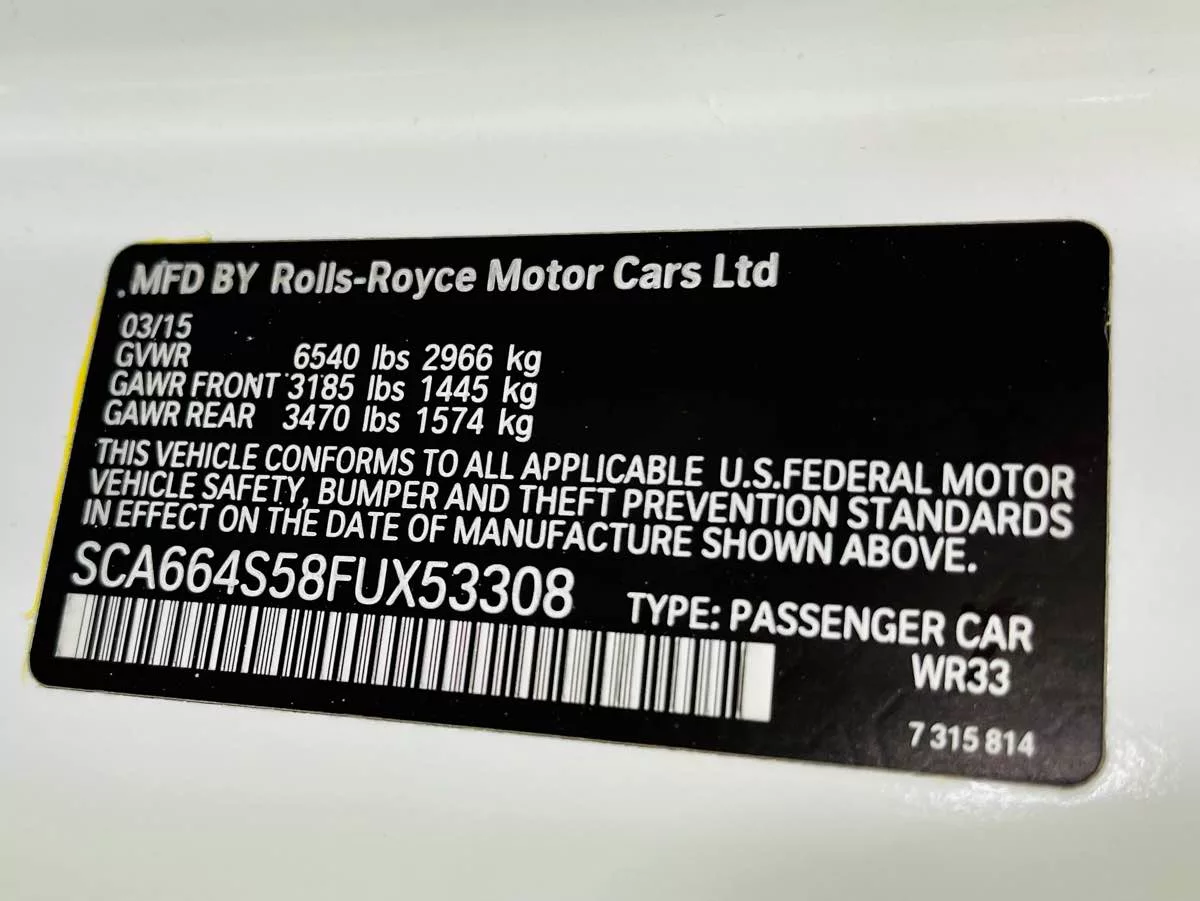 MFD BY Rolls-Royce Motor Cars Ltd
03/15
GVWR 6540 lbs 2966 kg
GAWR FRONT 3185 lbs 1445 kg
GAWR REAR 3470 lbs 1574 kg
THIS VEHICLE CONFORMS TO ALL APPLICABLE U.S.FEDERAL MOTOR
VEHICLE SAFETY, BUMPER AND THEFT PREVENTION STANDARDS
IN EFFECT ON THE DATE OF MANUFACTURE SHOWN ABOVE.
SCA664S58FUX53308
TYPE: PASSENGER CAR
WR33
7 315 814